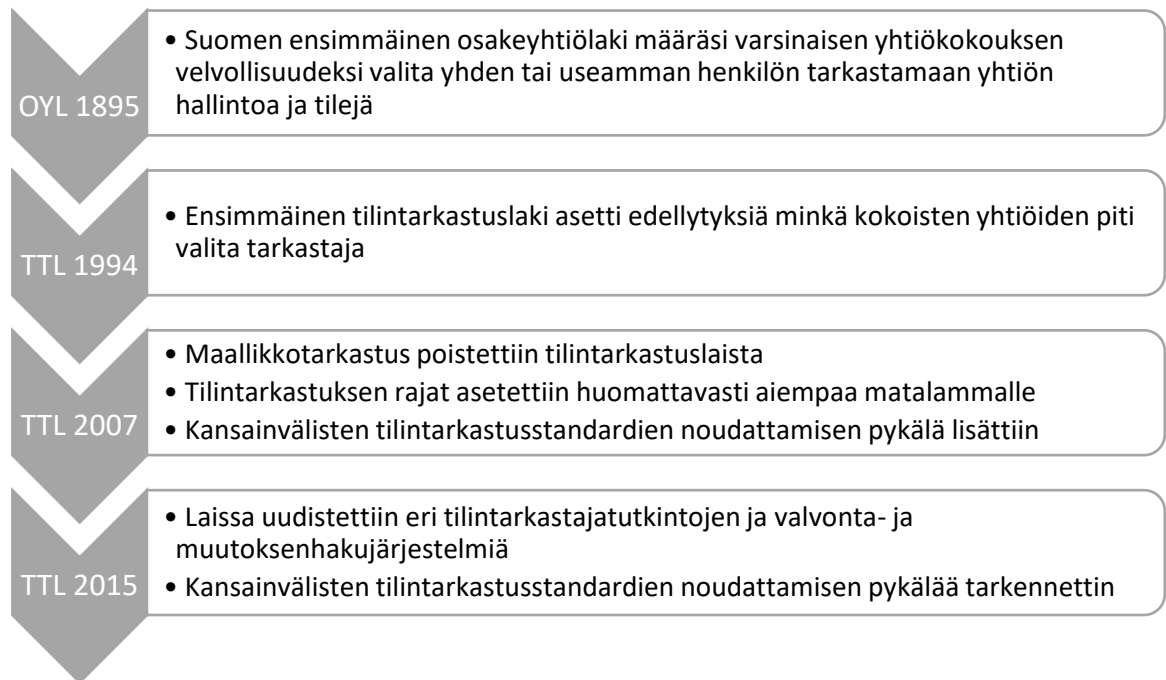 OYL 1895
• Suomen ensimmäinen osakeyhtiölaki määräsi varsinaisen yhtiökokouksen
velvollisuudeksi valita yhden tai useamman henkilön tarkastamaan yhtiön
hallintoa ja tilejä
TTL 1994
• Ensimmäinen tilintarkastuslaki asetti edellytyksiä minkä kokoisten yhtiöiden piti
valita tarkastaja
TTL 2007
• Maallikkotarkastus poistettiin tilintarkastuslaista
• Tilintarkastuksen rajat asetettiin huomattavasti aiempaa matalammalle
• Kansainvälisten tilintarkastusstandardien noudattamisen pykälä lisättiin
TTL 2015
• Laissa uudistettiin eri tilintarkastajatutkintojen ja valvonta- ja
muutoksenhakujärjestelmiä
• Kansainvälisten tilintarkastusstandardien noudattamisen pykälää tarkennettin